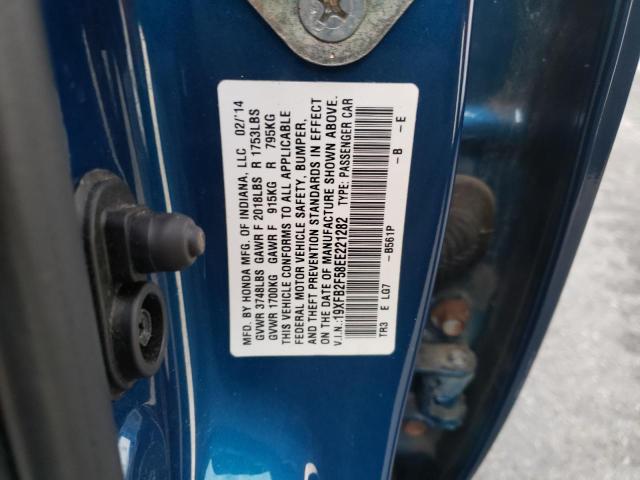 MFD. BY HONDA MFG. OF INDIANA, LLC 02/'14
GVWR 3748LBS GAWR F 2018LBS R 1753LBS
GVWR 1700KG GAWR F 915KG R 795KG
THIS VEHICLE CONFORMS TO ALL APPLICABLE
FEDERAL MOTOR VEHICLE SAFETY, BUMPER,
AND THEFT PREVENTION STANDARDS IN EFFECT
ON THE DATE OF MANUFACTURE SHOWN ABOVE.
V.I.N.:19XFB2F58EE221282 TYPE: PASSENGER CAR
-B561P
TR3 E LG7 -B -E